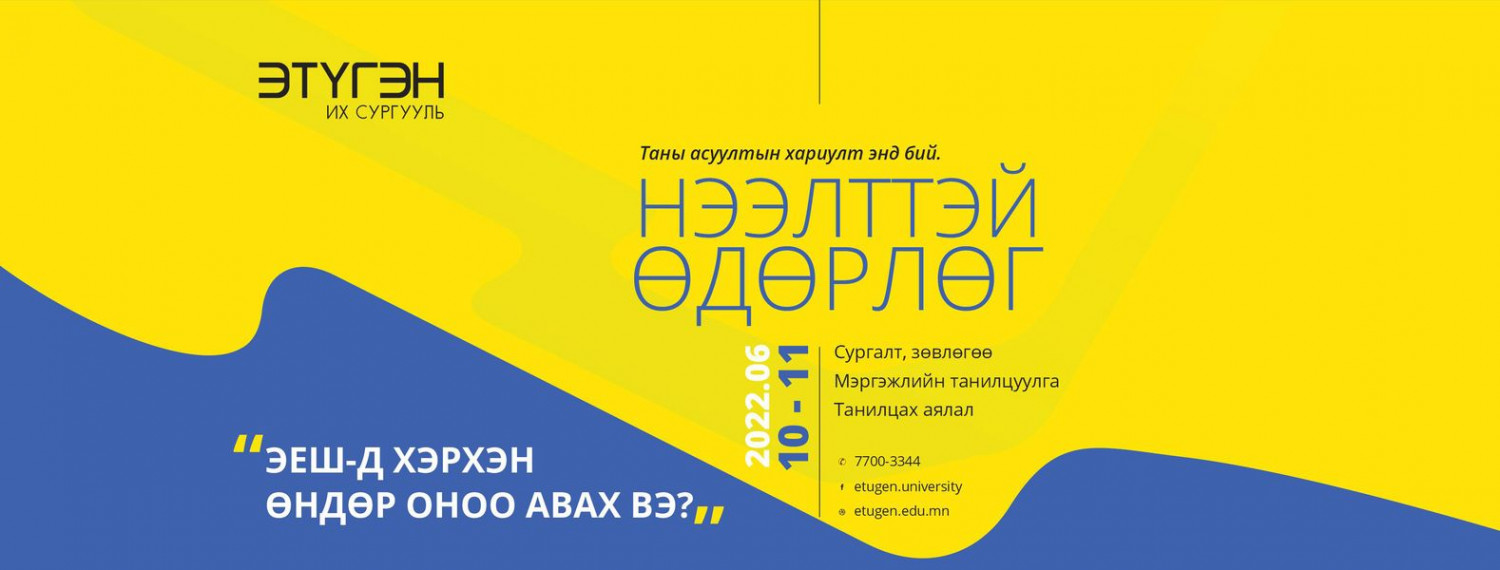 ЭТҮГЭН
ИХ СУРГУУЛЬ
Таны асуултын хариулт энд бий.
НЭЭЛТТЭЙ
ӨДӨРЛӨГ
2022.06
10 - 11
Сургалт, зөвлөгөө
Мэргэжлийн танилцуулга
Танилцах аялал
7700-3344
etugen.university
etugen.edu.mn
“ЭЕШ-Д ХЭРХЭН
ӨНДӨР ОНОО АВАХ ВЭ?„